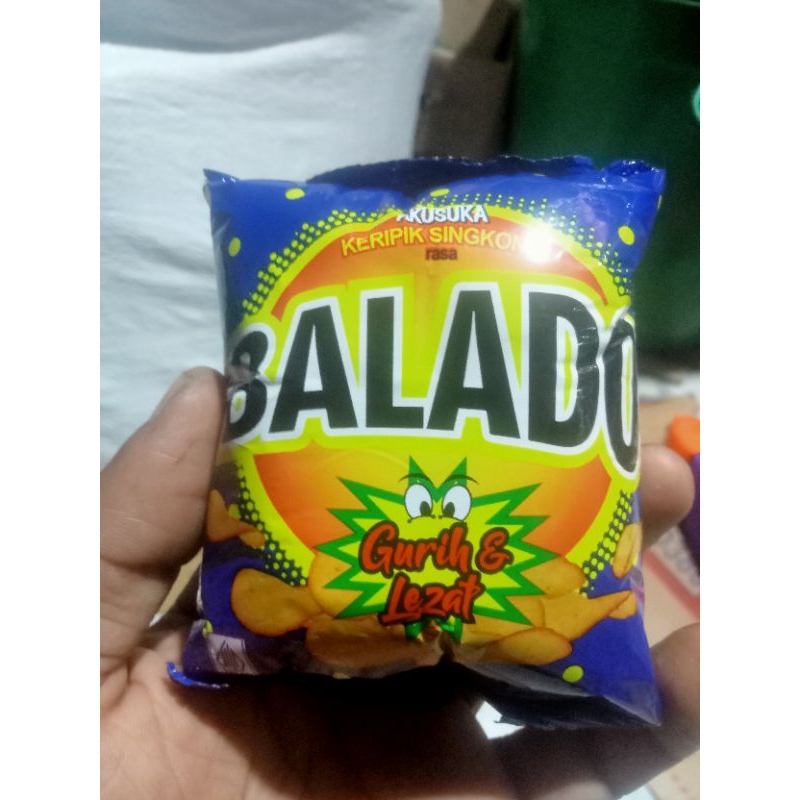 AKUSUKA
KERIPIK SINGKONG
rasa
BALADO
Gurih &
Lezat